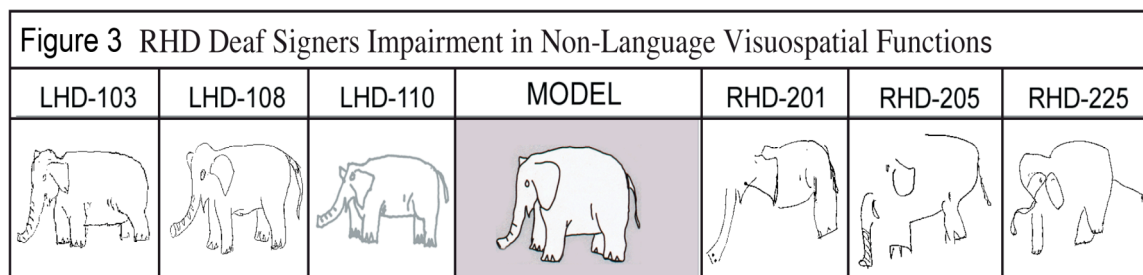 Figure 3 RHD Deaf Signers Impairment in Non-Language Visuospatial Functions
LHD-103 LHD-108 LHD-110 MODEL RHD-201 RHD-205 RHD-225